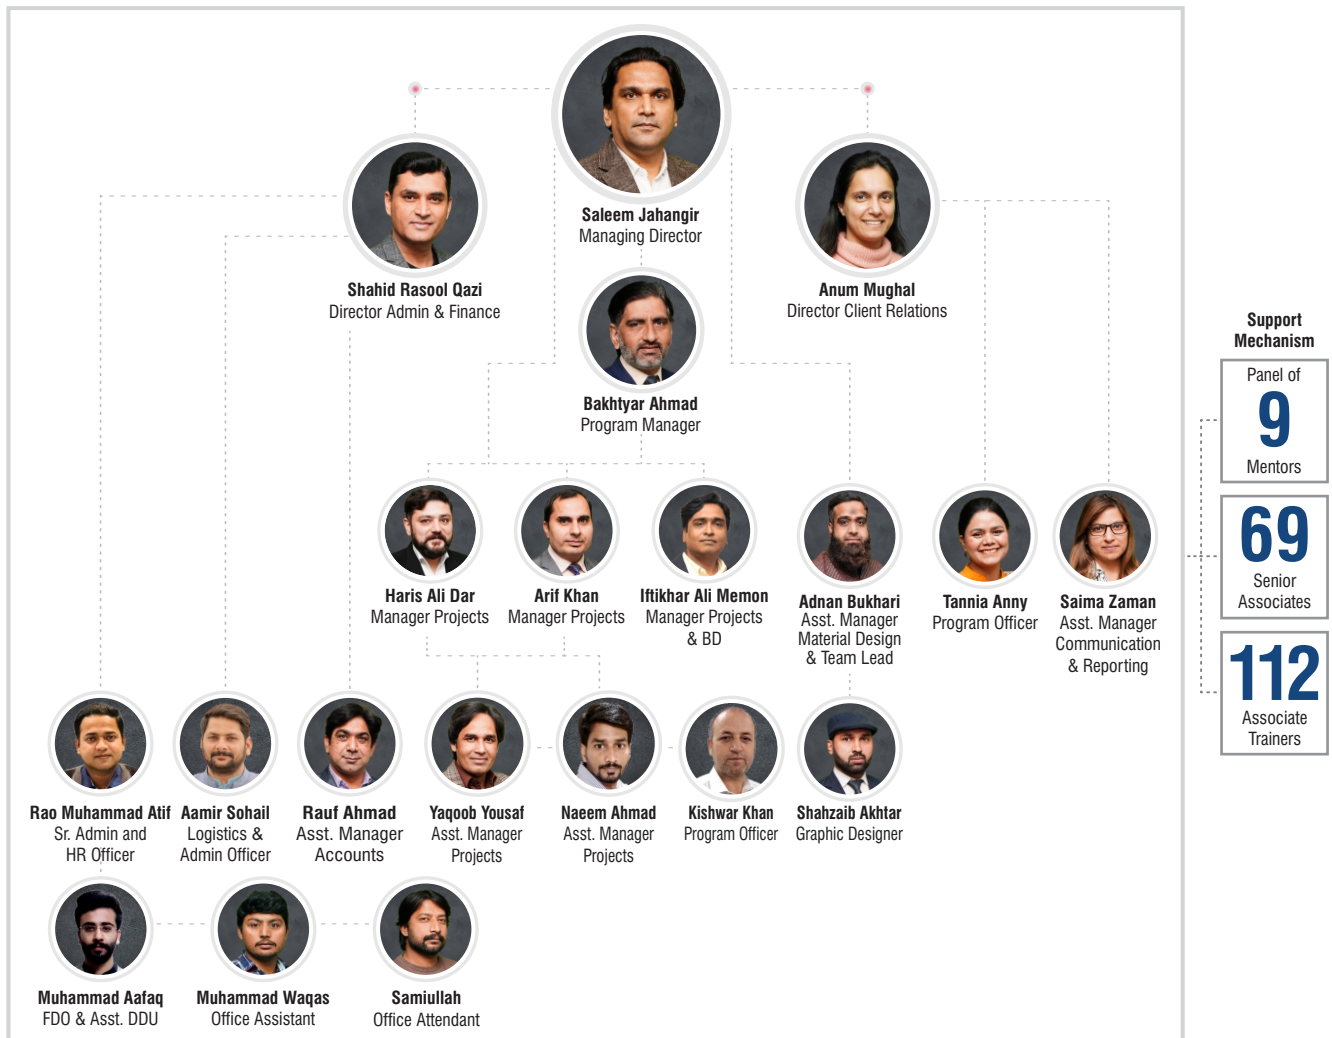 Saleem Jahangir
Managing Director
Shahid Rasool Qazi
Director Admin & Finance
Anum Mughal
Director Client Relations
Bakhtyar Ahmad
Program Manager
Haris Ali Dar
Manager Projects
Arif Khan
Manager Projects
Iftikhar Ali Memon
Manager Projects
& BD
Adnan Bukhari
Asst. Manager
Material Design
& Team Lead
Tannia Anny
Program Officer
Saima Zaman
Asst. Manager
Communication
& Reporting
Rao Muhammad Atif
Sr. Admin and
HR Officer
Aamir Sohail
Logistics &
Admin Officer
Rauf Ahmad
Asst. Manager
Accounts
Yaqoob Yousaf
Asst. Manager
Projects
Naeem Ahmad
Asst. Manager
Projects
Kishwar Khan
Program Officer
Shahzaib Akhtar
Graphic Designer
Muhammad Aafaq
FDO & Asst. DDU
Muhammad Waqas
Office Assistant
Samiullah
Office Attendant
Support
Mechanism
Panel of
9
Mentors
69
Senior
Associates
112
Associate
Trainers